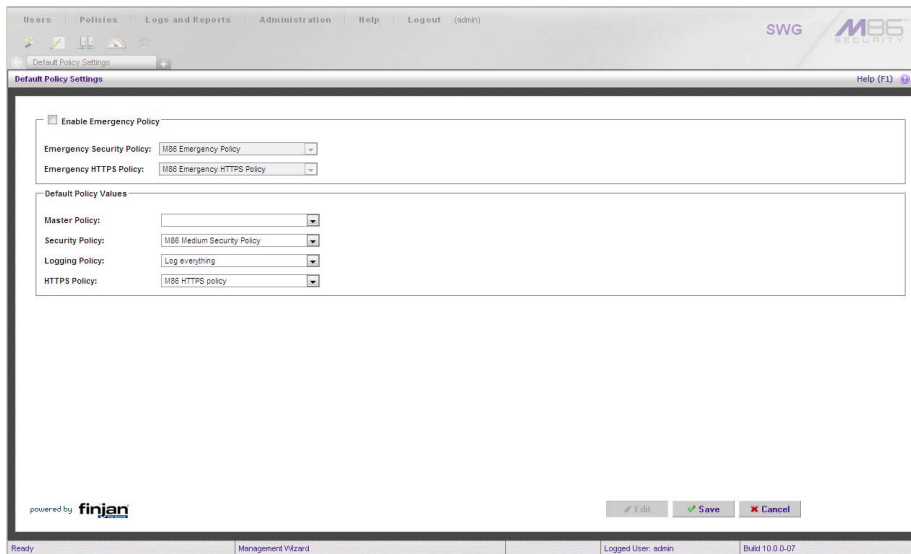 Users Policies Logs and Reports Administration Help Logout (admin)
SWG M86 SECURITY
Default Policy Settings
Default Policy Settings Help (F1)
Enable Emergency Policy
Emergency Security Policy: M86 Emergency Policy
Emergency HTTPS Policy: M86 Emergency HTTPS Policy
Default Policy Values
Master Policy:
Security Policy: M86 Medium Security Policy
Logging Policy: Log everything
HTTPS Policy: M86 HTTPS policy
powered by finjan
Edit Save Cancel
Ready Management Wizard Logged User: admin Build 10.0.0-07